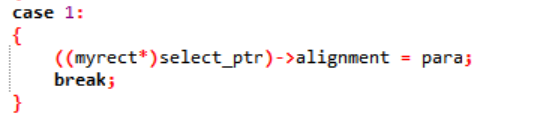 case 1:
{
((myrect*)select_ptr)->alignment = para;
break;
}